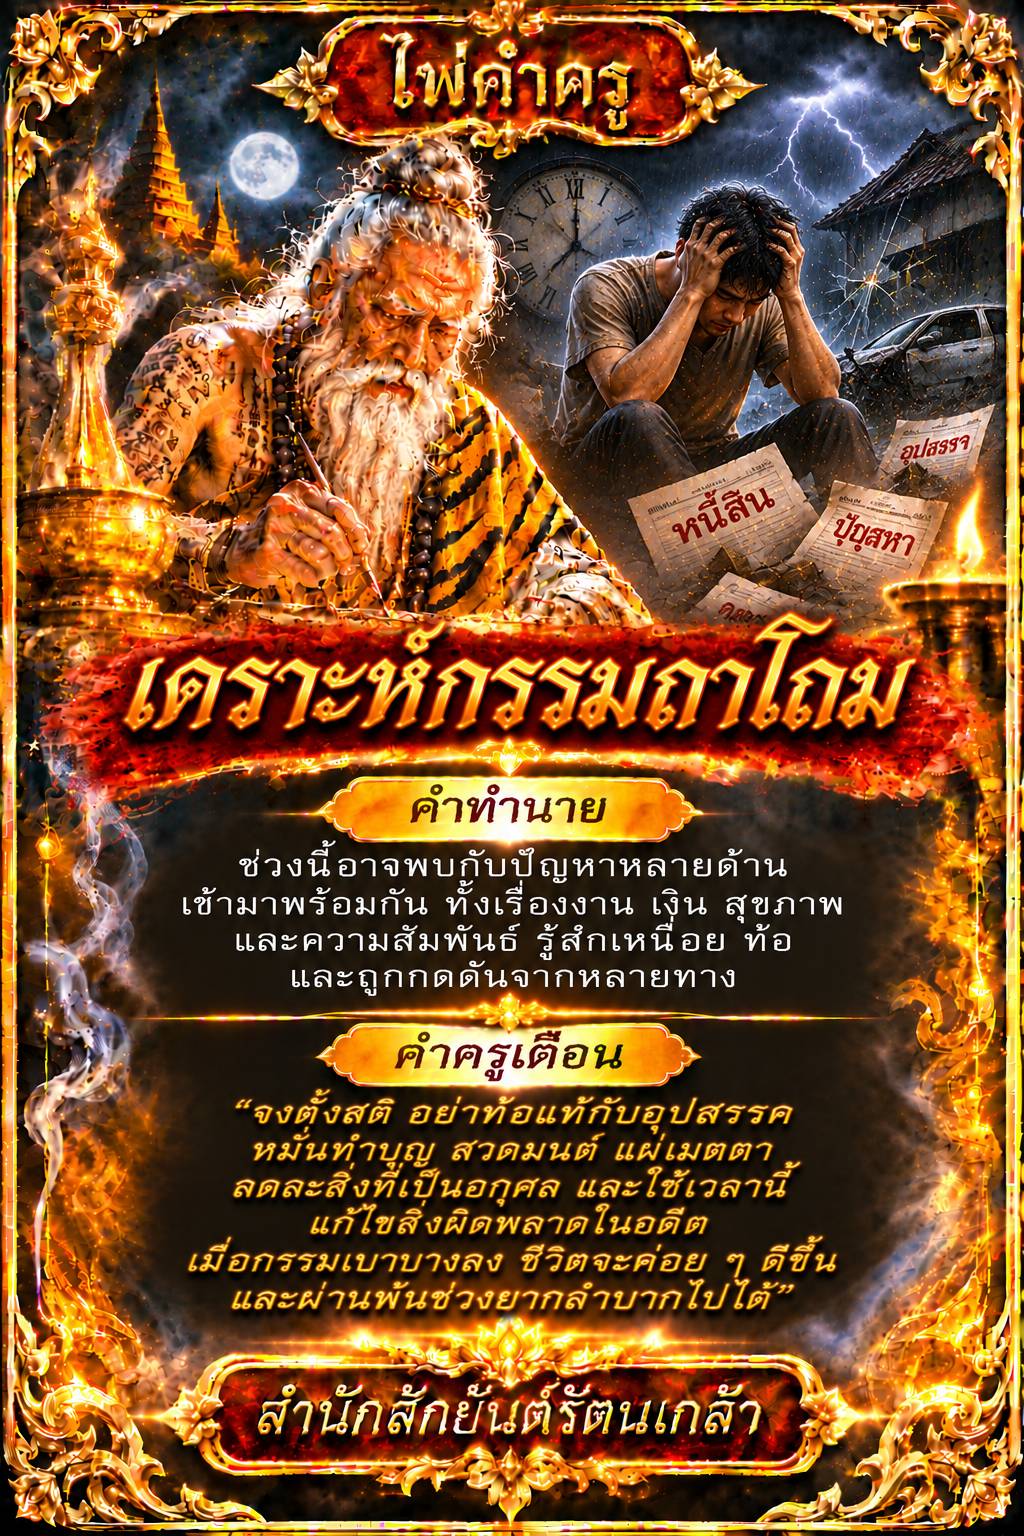 ไพ่คำครู
อุปสรรจ
หนี้สิน
ปุ้ญสหา
เคราะห์กรรมถาโถม
คำทำนาย
ช่วงนี้อาจพบกับปัญหาหลายด้าน
เข้ามาพร้อมกัน ทั้งเรื่องงาน เงิน สุขภาพ
และความสัมพันธ์ รู้สึกเหนื่อย ท้อ
และถูกกดดันจากหลายทาง
คำครูเตือน
“จงตั้งสติ อย่าท้อแท้กับอุปสรรค
หมั่นทำบุญ สวดมนต์ แผ่เมตตา
ลดละสิ่งที่เป็นอกุศล และใช้เวลานี้
แก้ไขสิ่งผิดพลาดในอดีต
เมื่อกรรมเบาบางลง ชีวิตจะค่อย ๆ ดีขึ้น
และผ่านพ้นช่วงยากลำบากไปได้”
สำนักสักยันต์รัตนเกล้า